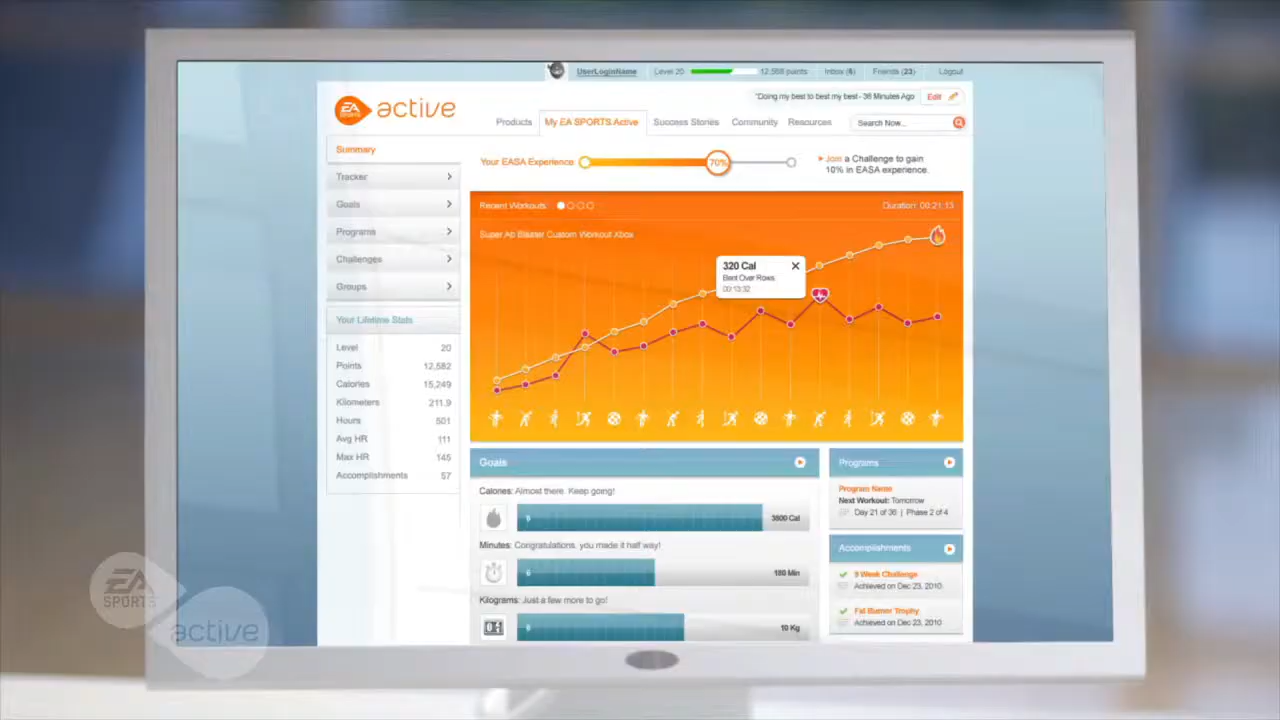 UserLoginName Level 20 12,568 points Inbox (6) Friends (23) Logout
"Doing my best to best my best - 36 Minutes Ago Edit
EA SPORTS active
Products My EA SPORTS Active Success Stories Community Resources Search Now...
Summary
Tracker
Goals
Programs
Challenges
Groups
Your Lifetime Stats
Level 20
Points 12,582
Calories 15,249
Kilometers 211.9
Hours 501
Avg HR 111
Max HR 145
Accomplishments 57
Your EASA Experience: 70%
Join a Challenge to gain
10% in EASA experience.
Recent Workouts: Duration: 00:21:13
Super Ab Blaster Custom Workout Xbox
320 Cal
Bent Over Rows
00:13:32
Goals
Calories: Almost there. Keep going!
3600 Cal
Minutes: Congratulations, you made it half way!
180 Min
Kilograms: Just a few more to go!
10 Kg
Programs
Program Name
Next Workout: Tomorrow
Day 21 of 36 | Phase 2 of 4
Accomplishments
9 Week Challenge
Achieved on Dec 23, 2010
Fat Burner Trophy
Achieved on Dec 23, 2010
EA
SPORTS
active